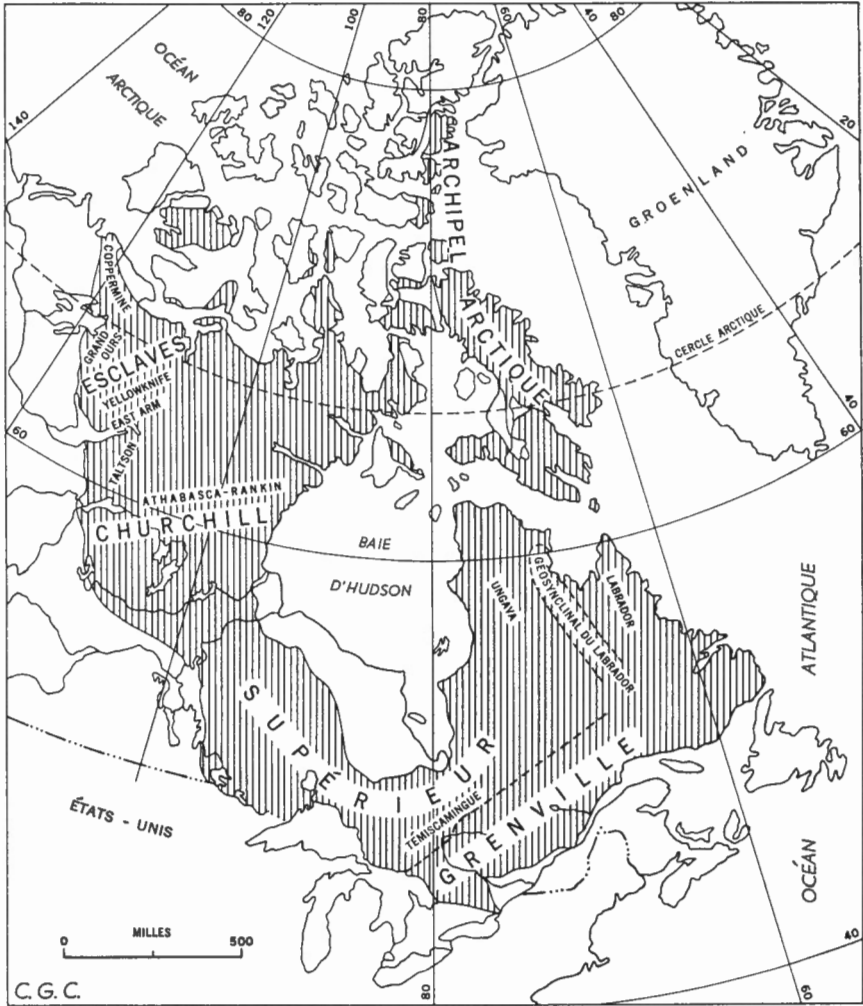 80
120
100
80
60
40
80
140
20
OCÉAN
ARCTIQUE
ARCHIPEL
ARCTIQUE
GROENLAND
CERCLE ARCTIQUE
COPPERMINE
GRAND
OURS
ESCLAVES
YELLOWKNIFE
EAST ARM
TALTSON
60
40
60
ATHABASCA-RANKIN
CHURCHILL
BAIE
D'HUDSON
UNGAVA
GÉOSYNCLINAL DU LABRADOR
LABRADOR
ATLANTIQUE
OCÉAN
SUPÉRIEUR
TÉMISCAMINGUE
GRENVILLE
ÉTATS - UNIS
MILLES
0
500
C.G.C.
80
60
40